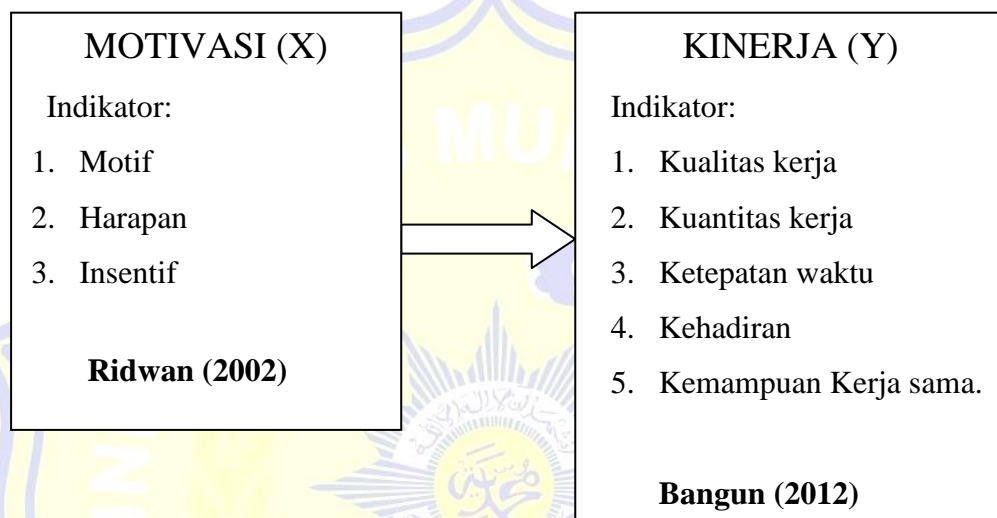 MOTIVASI (X)
Indikator:
1. Motif
2. Harapan
3. Insentif
Ridwan (2002)
KINERJA (Y)
Indikator:
1. Kualitas kerja
2. Kuantitas kerja
3. Ketepatan waktu
4. Kehadiran
5. Kemampuan Kerja sama.
Bangun (2012)